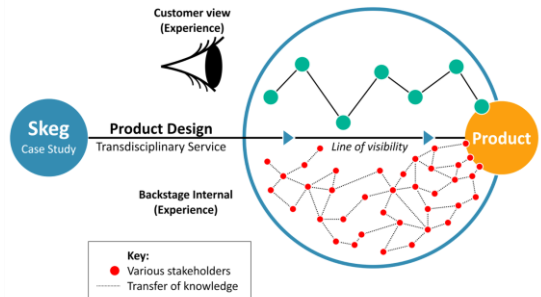 Customer view
(Experience)
Skeg
Case Study
Product Design
Transdisciplinary Service
Line of visibility
Product
Backstage Internal
(Experience)
Key:
Various stakeholders
Transfer of knowledge